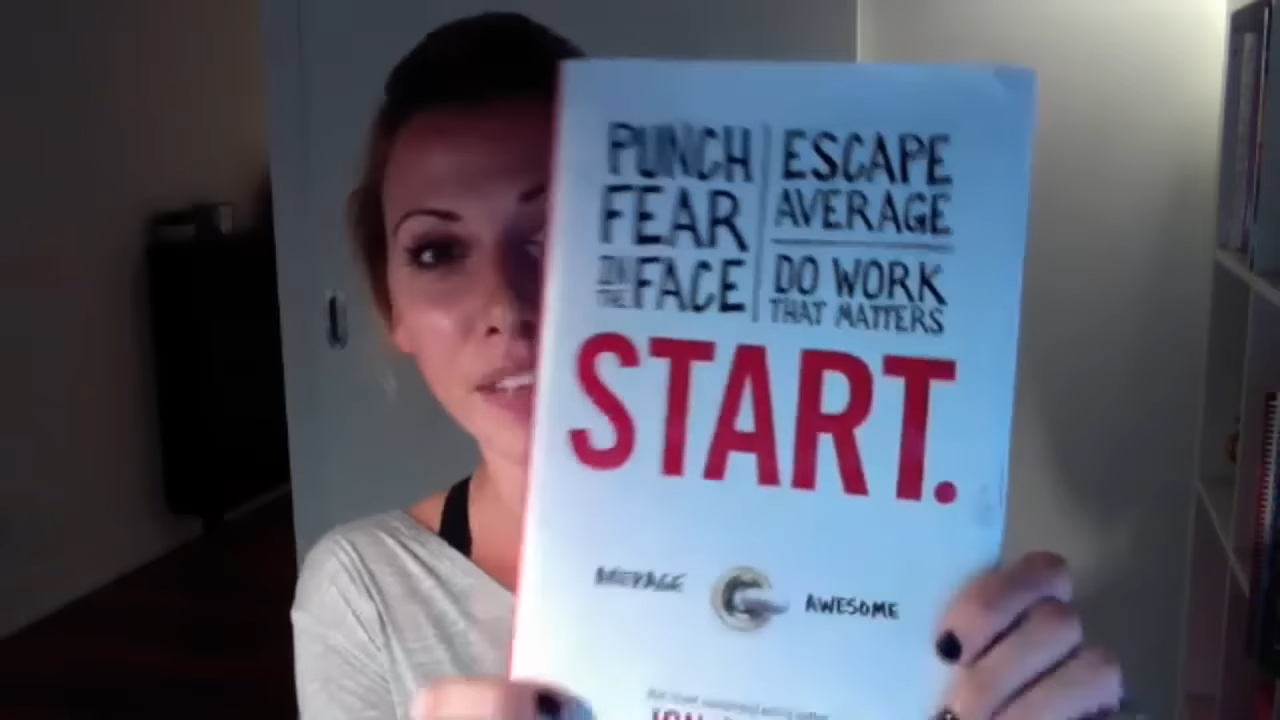 PUNCH
FEAR
IN THE FACE
ESCAPE
AVERAGE
DO WORK
THAT MATTERS
START.
AVERAGE
AWESOME